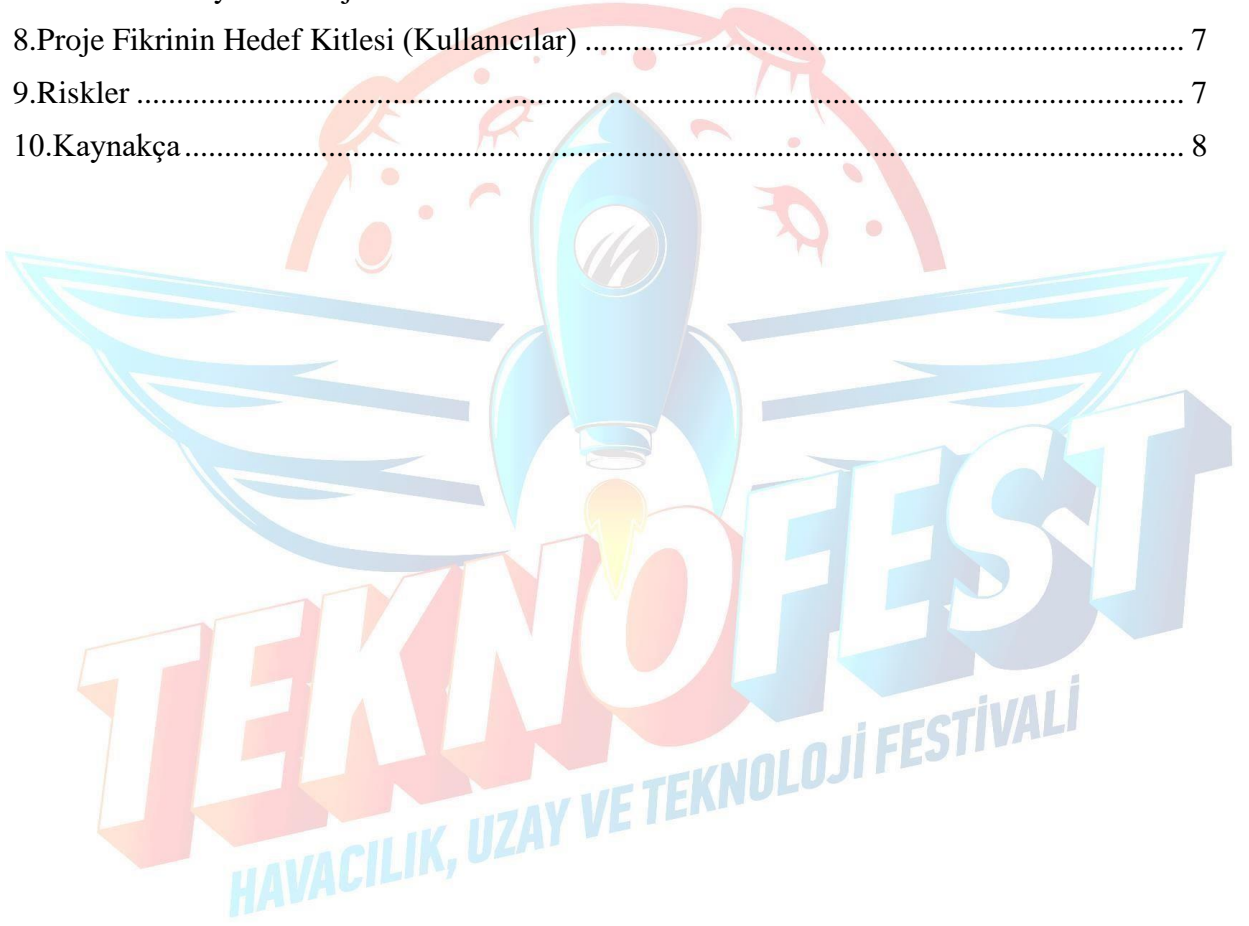 8.Proje Fikrinin Hedef Kitlesi (Kullanıcılar) ........................................................................... 7
9.Riskler ................................................................................................................................... 7
10.Kaynakça ............................................................................................................................. 8
TEKNOFEST
HAVACILIK, UZAY VE TEKNOLOJİ FESTİVALİ